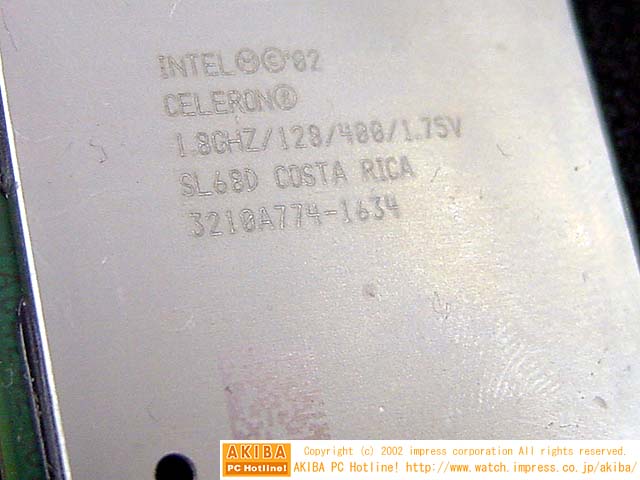 INTEL Ⓜ©'02
CELERON®
1.8GHZ/128/400/1.75V
SL68D COSTA RICA
3210A774-1634
AKIBA
PC Hotline!
Copyright (c) 2002 impress corporation All rights reserved.
AKIBA PC Hotline! http://www.watch.impress.co.jp/akiba/